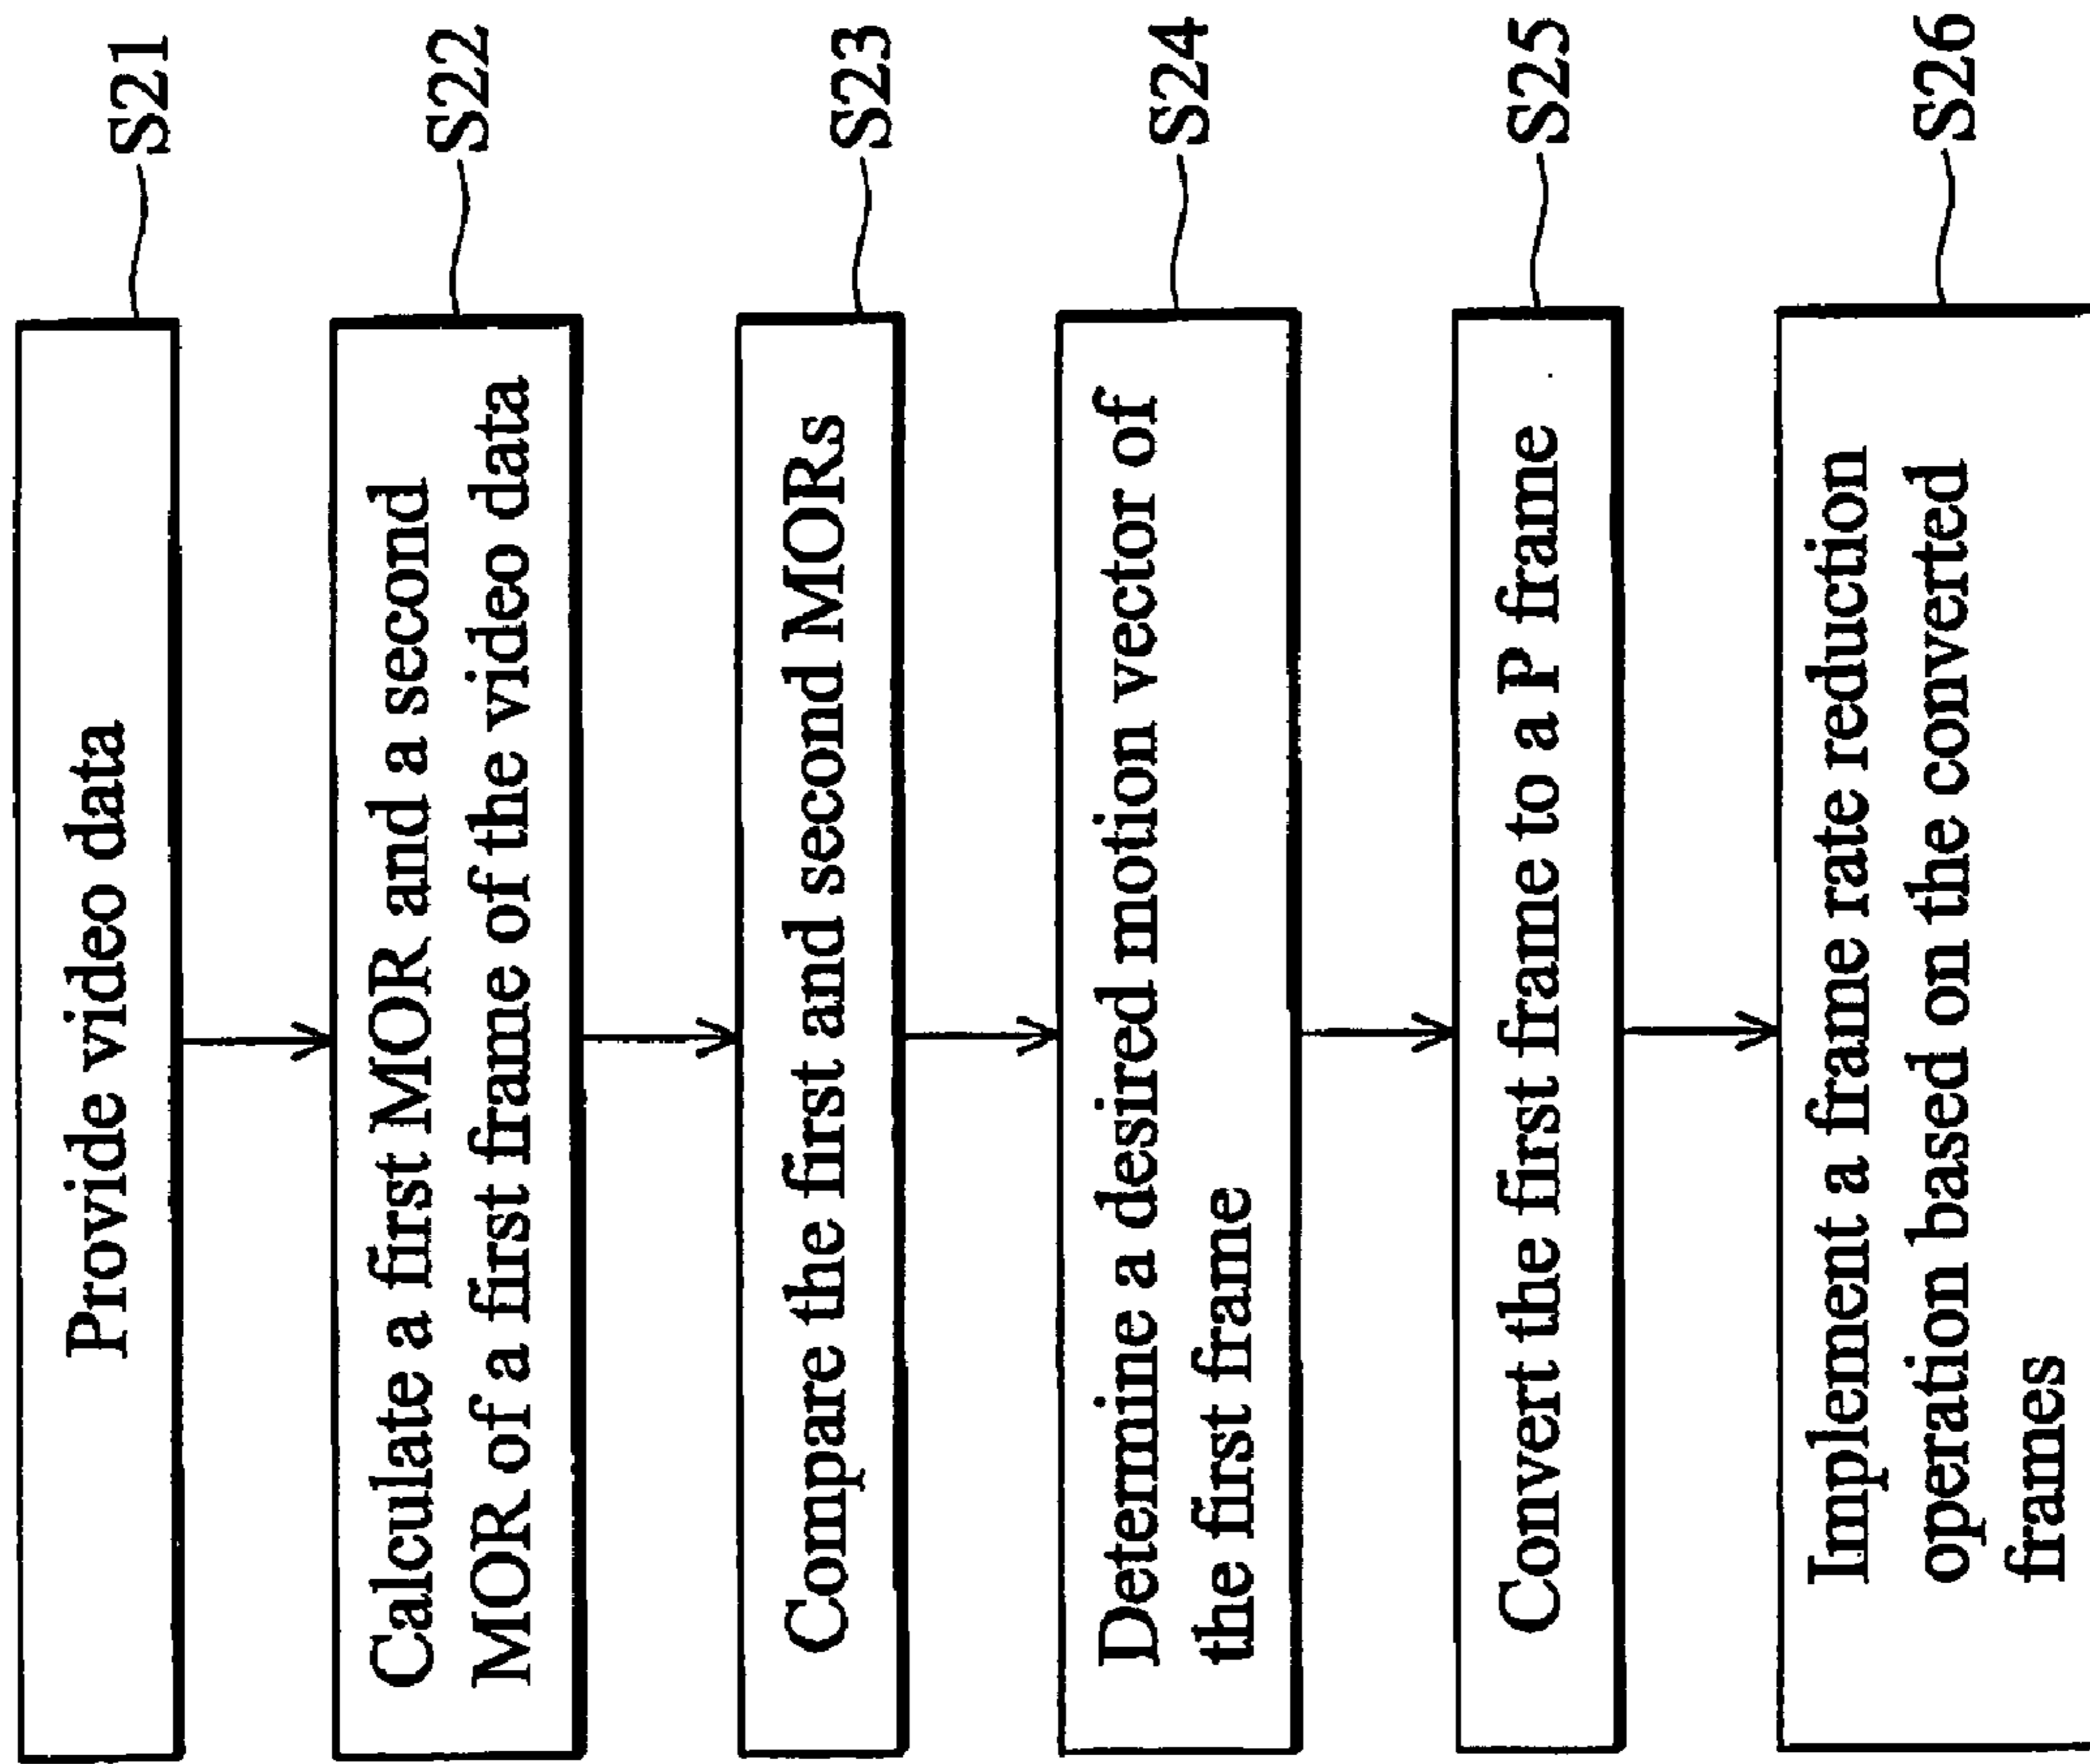 Provide video data
S21
Calculate a first MOR and a second
MOR of a first frame of the video data
S22
Compare the first and second MORs
S23
Determine a desired motion vector of
the first frame
S24
Convert the first frame to a P frame
S25
Implement a frame rate reduction
operation based on the converted
frames
S26